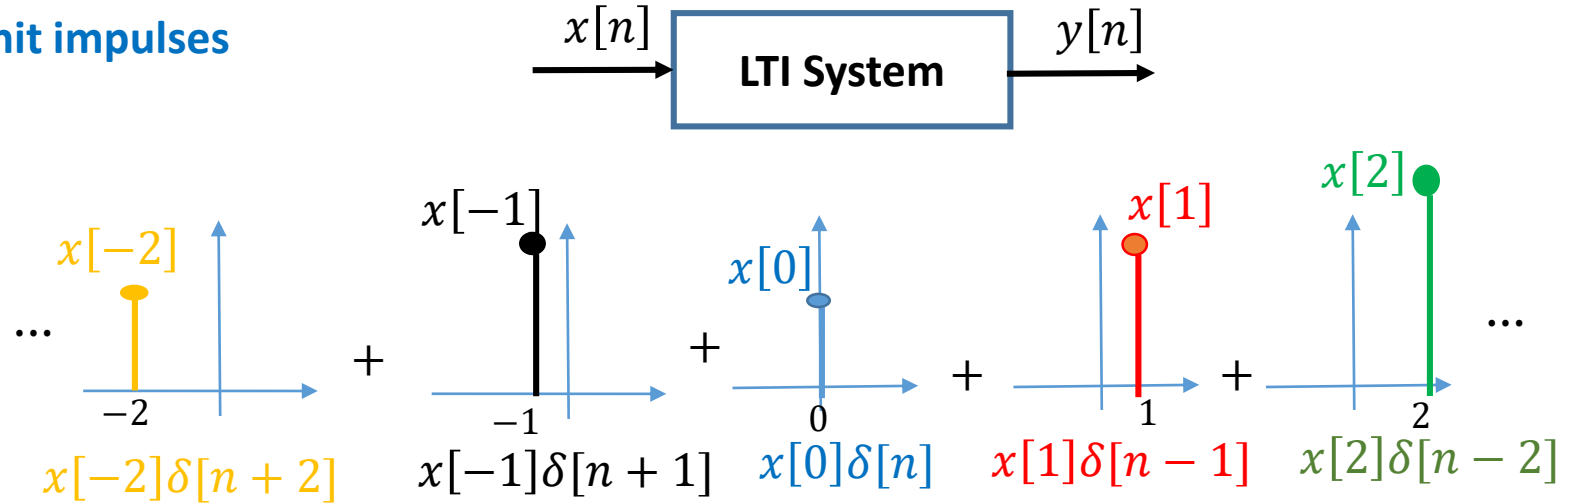 nit impulses
x[n]
LTI System
y[n]
x[−2]
x[−1]
x[0]
x[1]
x[2]
... + + + + ...
−2
−1
0
1
2
x[−2]δ[n + 2]
x[−1]δ[n + 1]
x[0]δ[n]
x[1]δ[n − 1]
x[2]δ[n − 2]